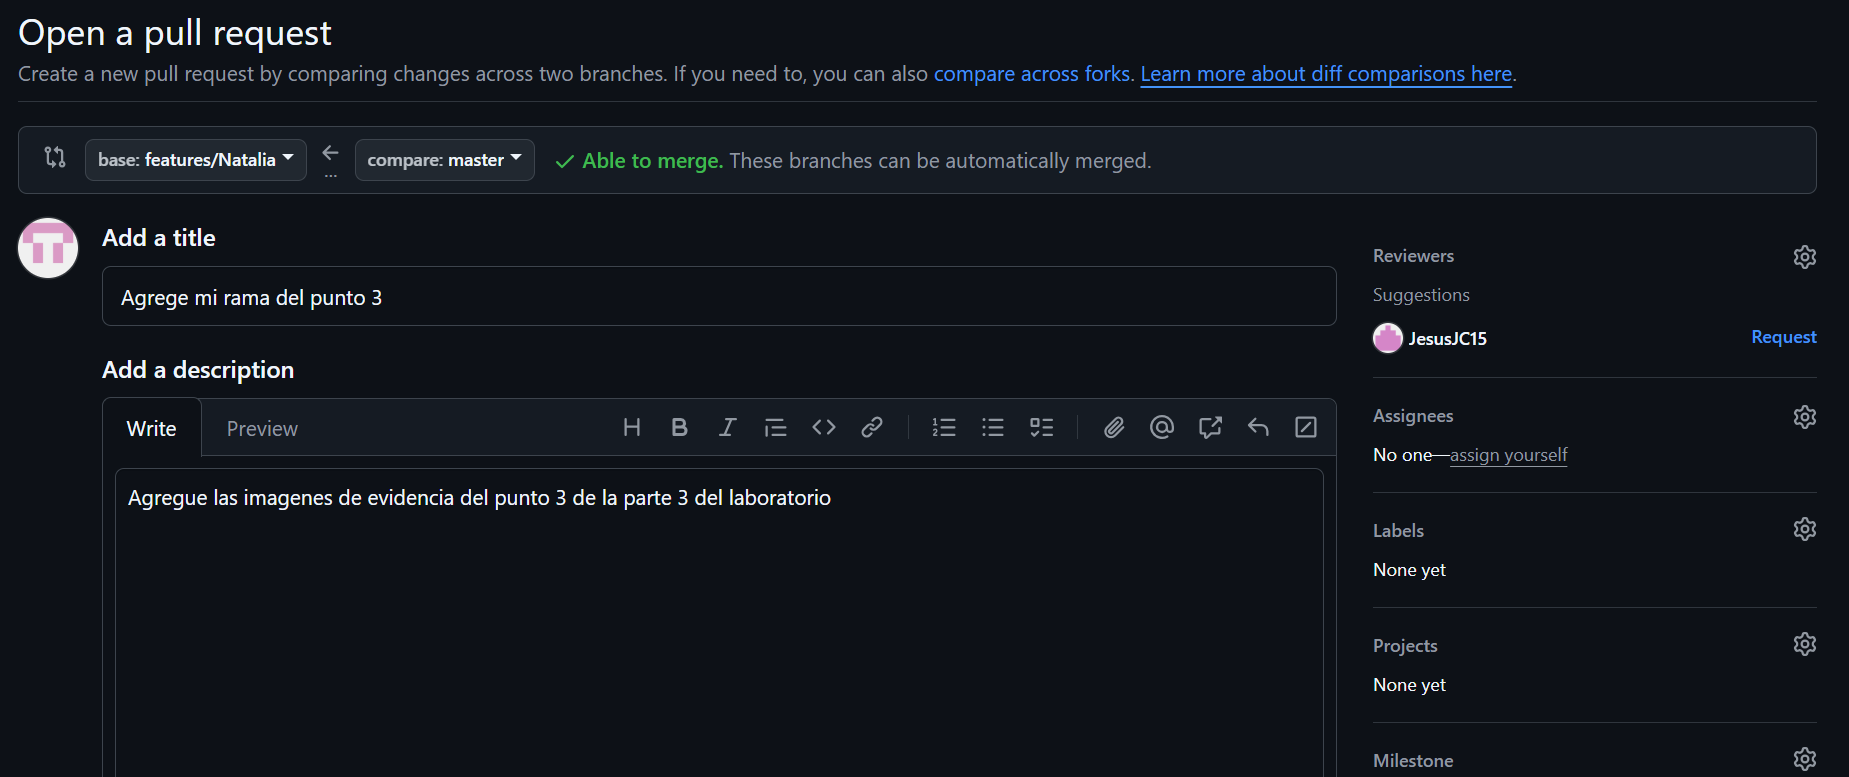 Open a pull request
Create a new pull request by comparing changes across two branches. If you need to, you can also compare across forks. Learn more about diff comparisons here.
base: features/Natalia
...
compare: master
Able to merge. These branches can be automatically merged.
Add a title
Agrege mi rama del punto 3
Add a description
Write
Preview
Agregue las imagenes de evidencia del punto 3 de la parte 3 del laboratorio
Reviewers
Suggestions
JesusJC15
Request
Assignees
No one—assign yourself
Labels
None yet
Projects
None yet
Milestone